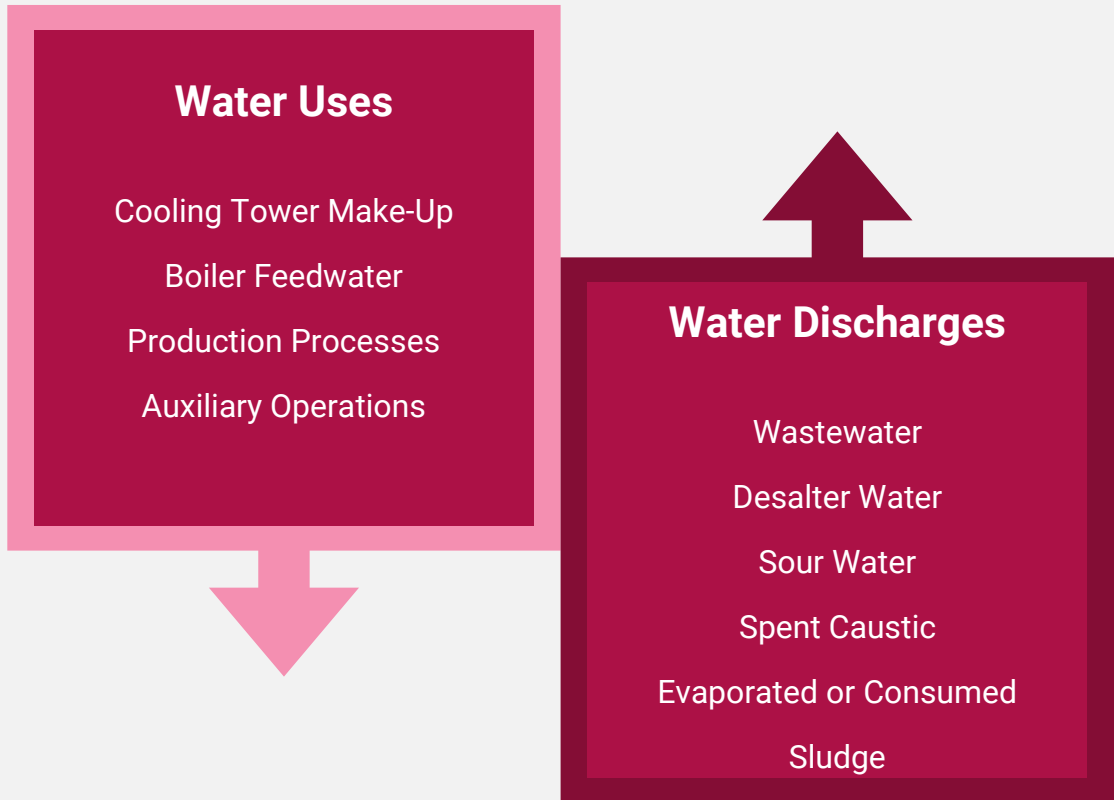 Water Uses
Cooling Tower Make-Up
Boiler Feedwater
Production Processes
Auxiliary Operations
Water Discharges
Wastewater
Desalter Water
Sour Water
Spent Caustic
Evaporated or Consumed
Sludge